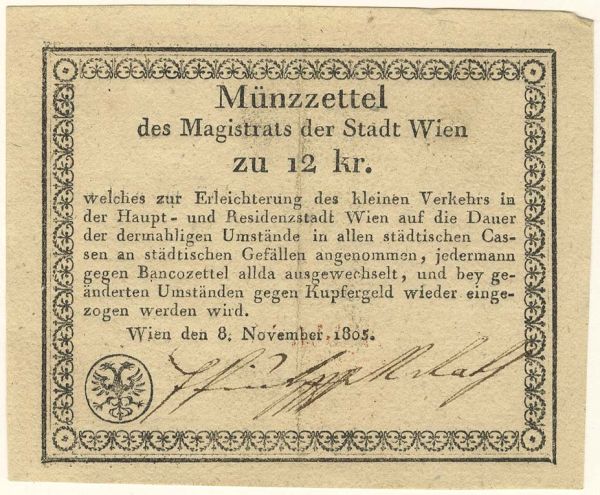 Münzzettel
des Magistrats der Stadt Wien
zu 12 kr.
welches zur Erleichterung des kleinen Verkehrs in
der Haupt- und Residenzstadt Wien auf die Dauer
der dermahligen Umstände in allen städtischen Cas-
sen an städtischen Gefällen angenommen, jedermann
gegen Bancozettel allda ausgewechselt, und bey ge-
änderten Umständen gegen Kupfergeld wieder einge-
zogen werden wird.
Wien den 8. November 1805.